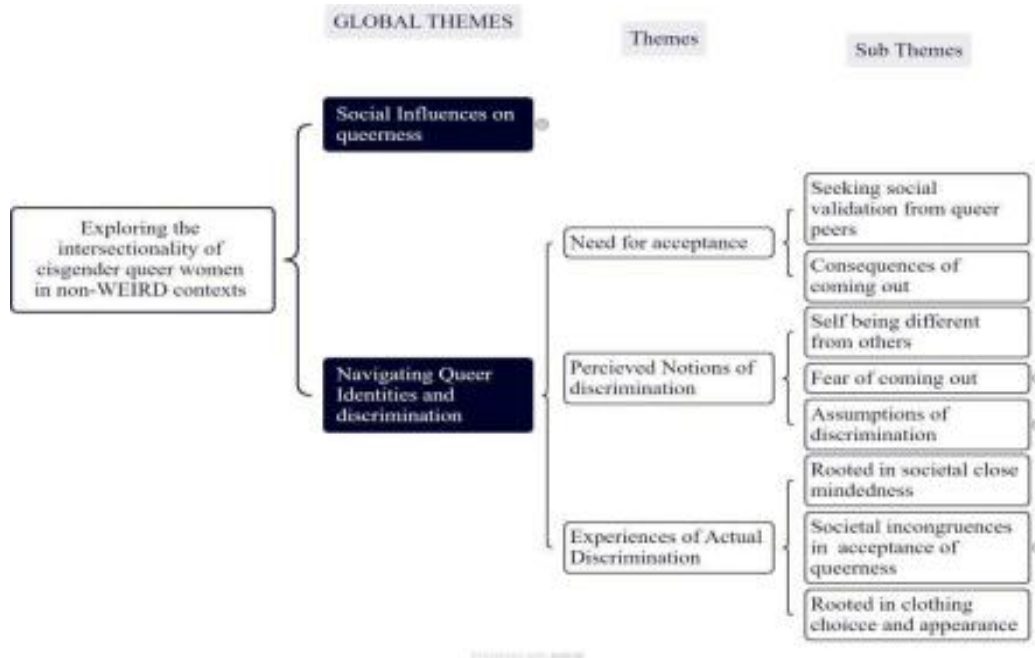 GLOBAL THEMES
Themes
Sub Themes
Social Influences on
queerness
Exploring the
intersectionality of
cisgender queer women
in non-WEIRD contexts
Navigating Queer
Identities and
discrimination
Need for acceptance
Seeking social
validation from queer
peers
Consequences of
coming out
Percieved Notions of
discrimination
Self being different
from others
Fear of coming out
Assumptions of
discrimination
Experiences of Actual
Discrimination
Rooted in societal close
mindedness
Societal incongruences
in acceptance of
queerness
Rooted in clothing
choicce and appearance